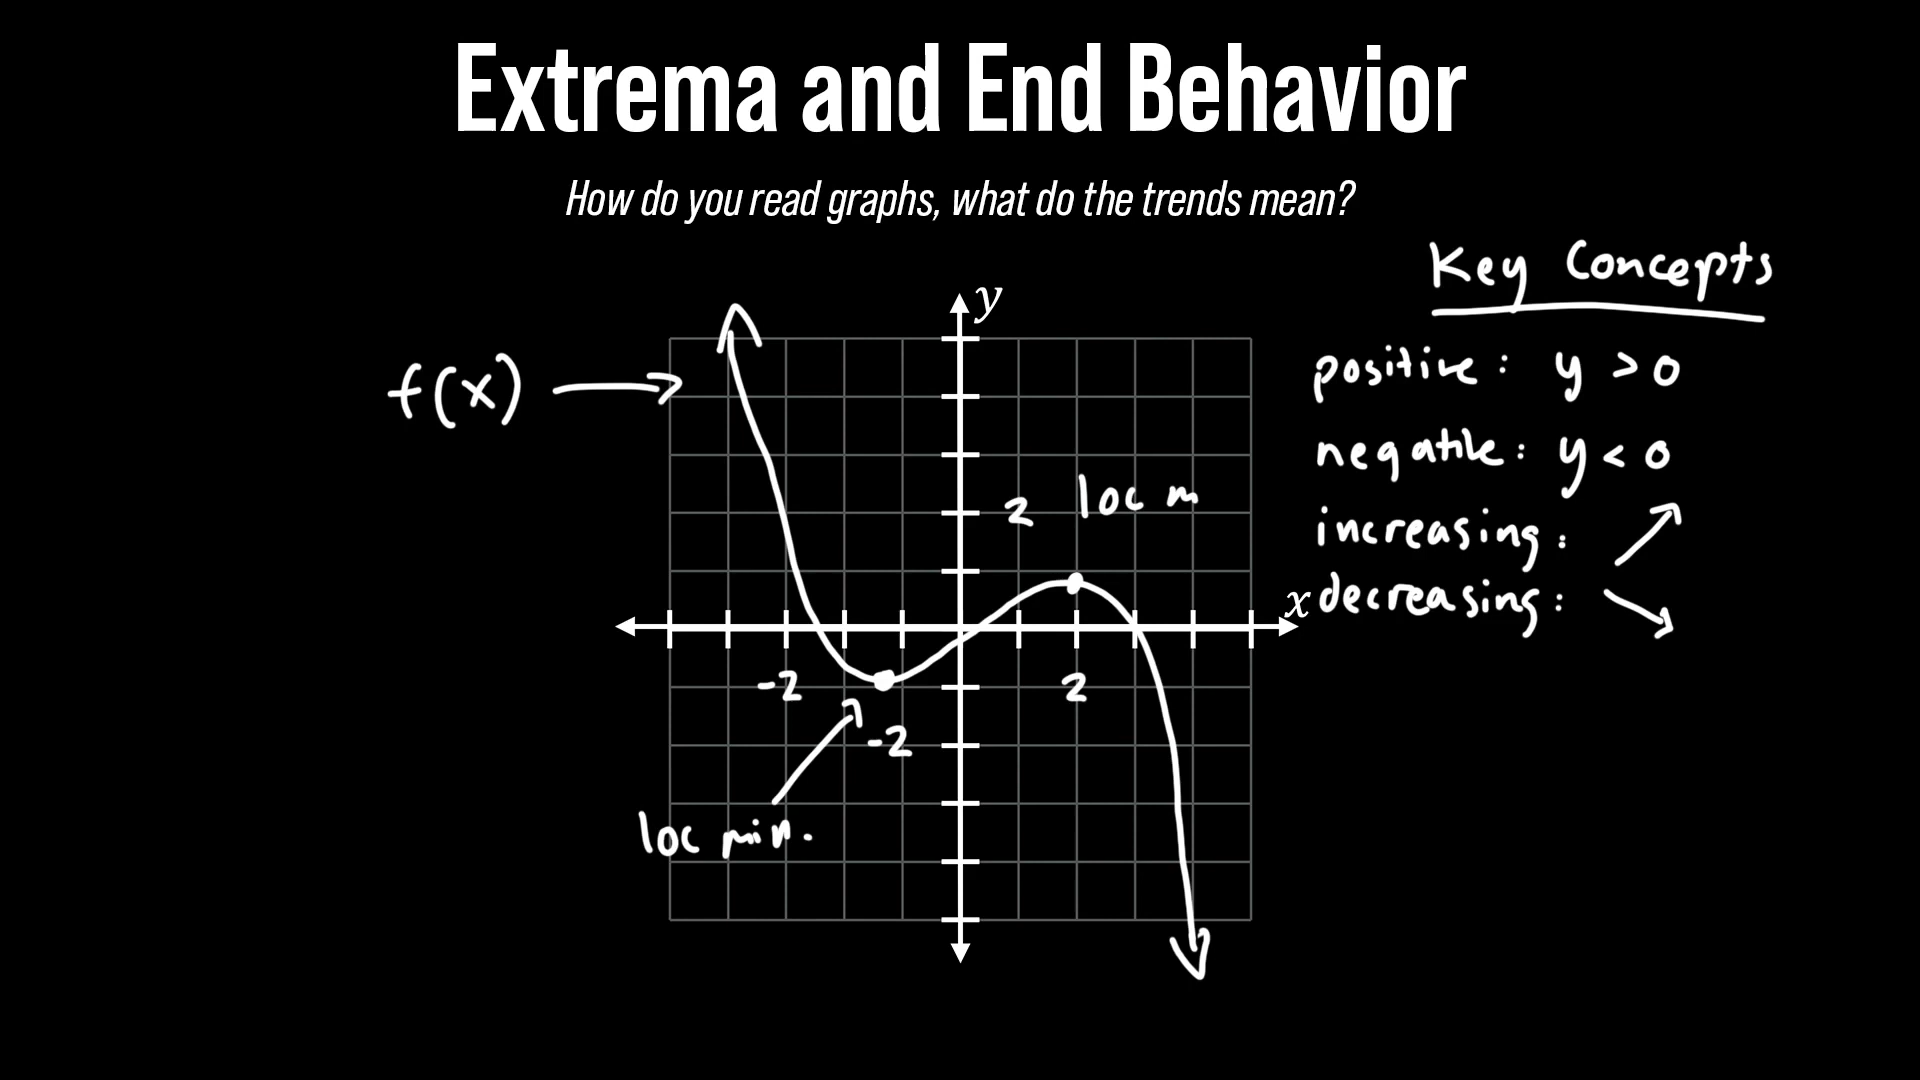 Extrema and End Behavior
How do you read graphs, what do the trends mean?
Key Concepts
y
f(x)
positive: y > 0
negative: y < 0
2 loc m
increasing:
x
decreasing:
-2
2
-2
loc min.